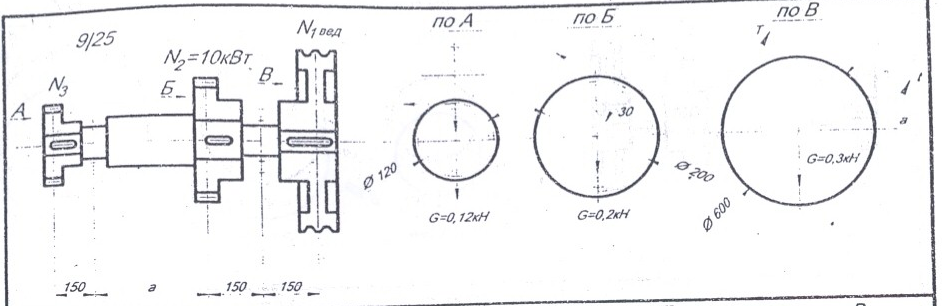 9/25
N₁ вед
по А
по Б
по В
N₂=10кВт
N₃
А
Б
В
Т
t
а
30
Ø 120
G=0,12кН
Ø 200
G=0,2кН
Ø 600
G=0,3кН
150
а
150
150